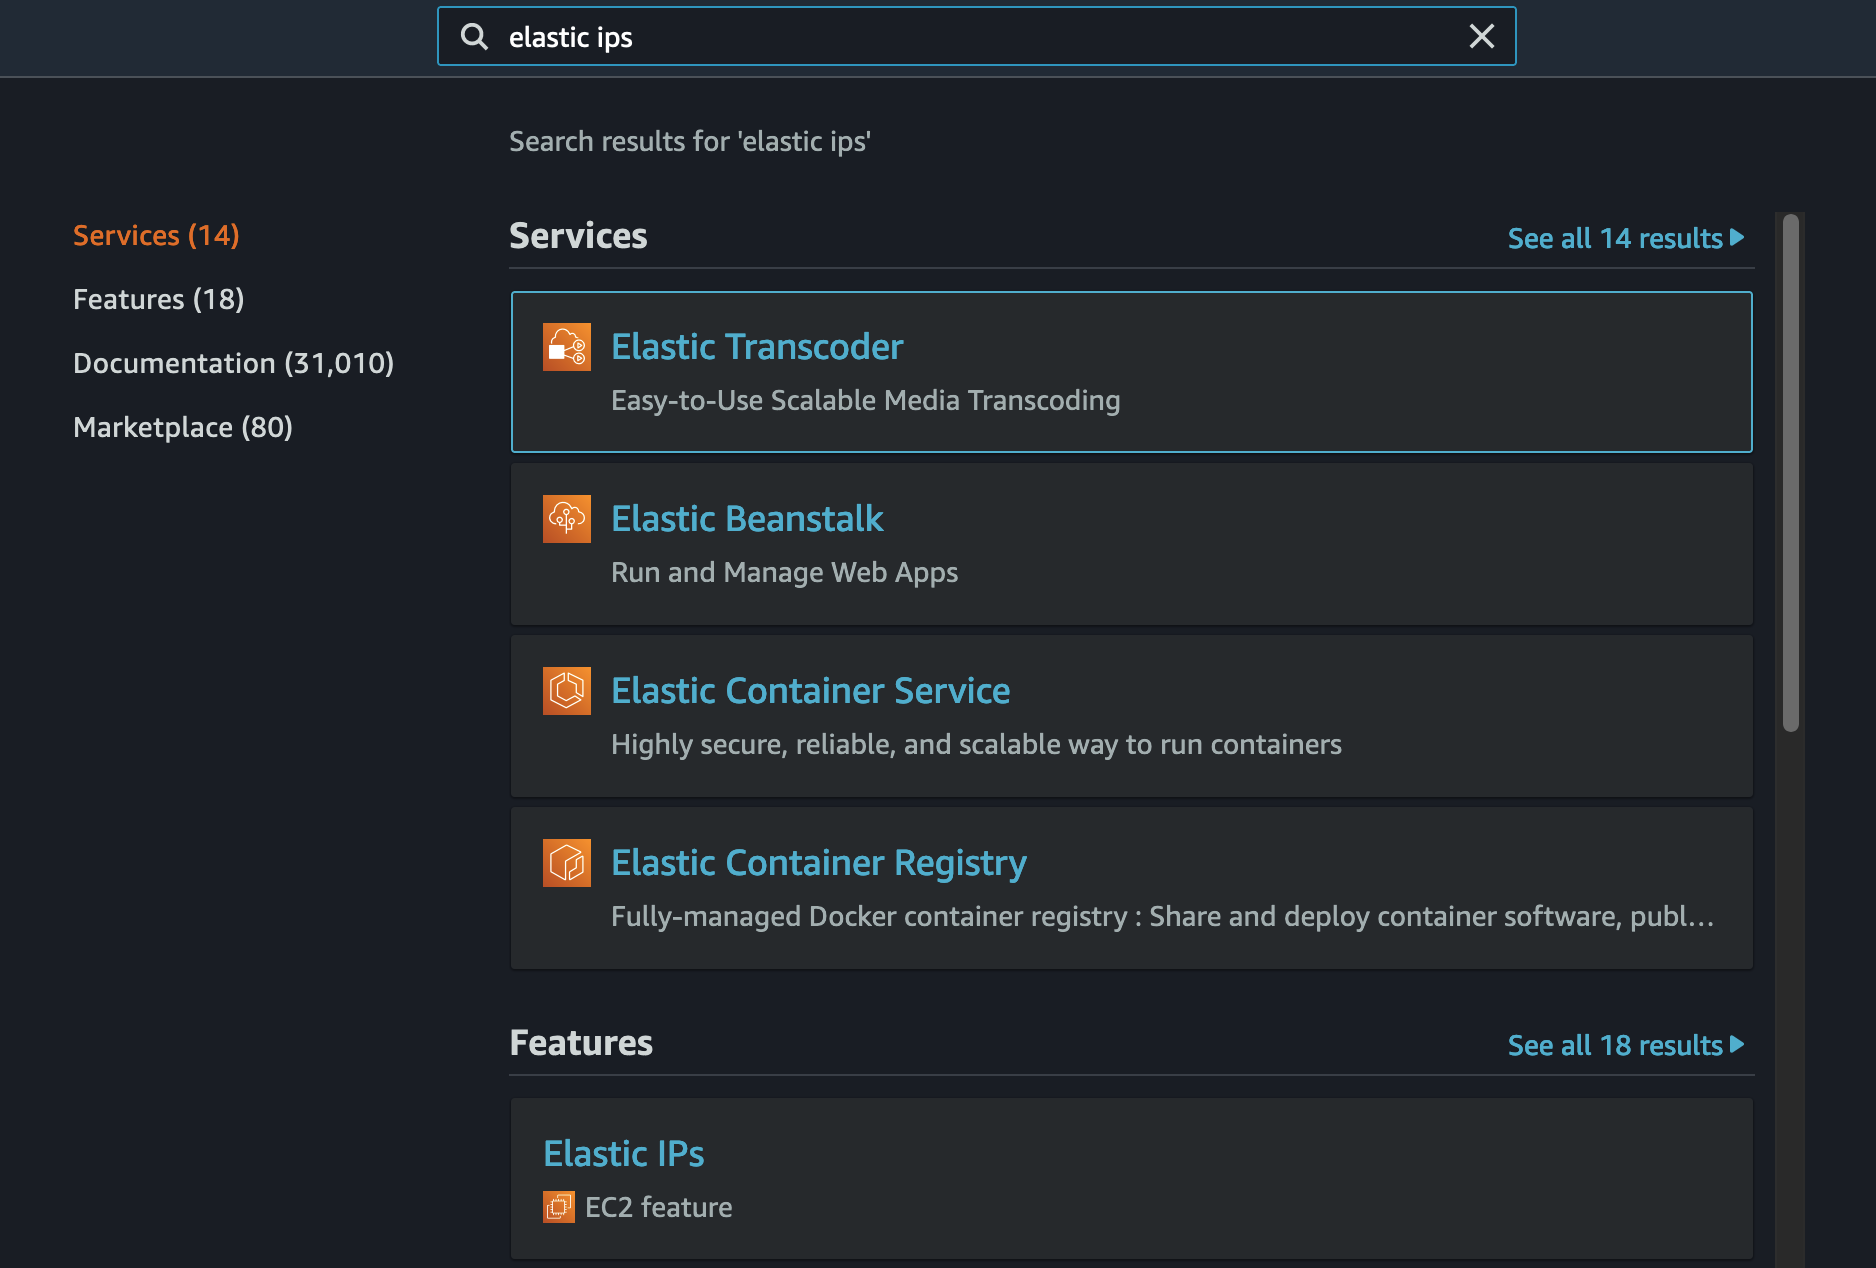 elastic ips
Search results for 'elastic ips'
Services (14)
Features (18)
Documentation (31,010)
Marketplace (80)
Services
See all 14 results
Elastic Transcoder
Easy-to-Use Scalable Media Transcoding
Elastic Beanstalk
Run and Manage Web Apps
Elastic Container Service
Highly secure, reliable, and scalable way to run containers
Elastic Container Registry
Fully-managed Docker container registry : Share and deploy container software, publ...
Features
See all 18 results
Elastic IPs
EC2 feature